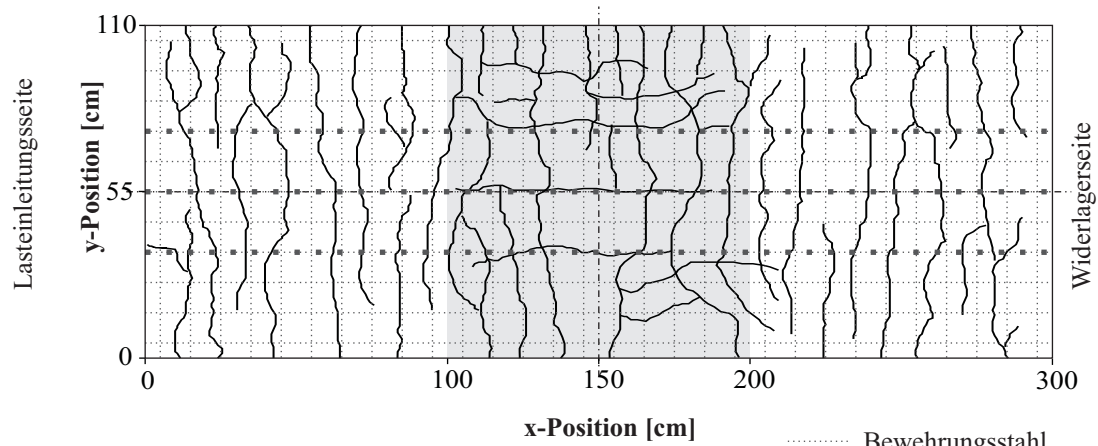 110
55
0
y-Position [cm]
Lasteinleitungsseite
Widerlagerseite
0 100 150 200 300
x-Position [cm]
Bewehrungsstahl